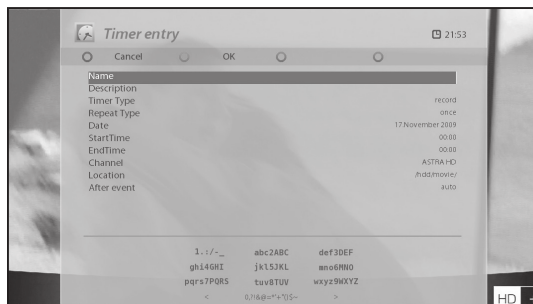 Timer entry 21:53
Cancel OK
Name
Description
Timer Type record
Repeat Type once
Date 17 November 2009
StartTime 00:00
EndTime 00:00
Channel ASTRA HD
Location /hdd/movie/
After event auto
1.:/-_ abc2ABC def3DEF
ghi4GHI jkl5JKL mno6MNO
pqrs7PQRS tuv8TUV wxyz9WXYZ
< >
HD